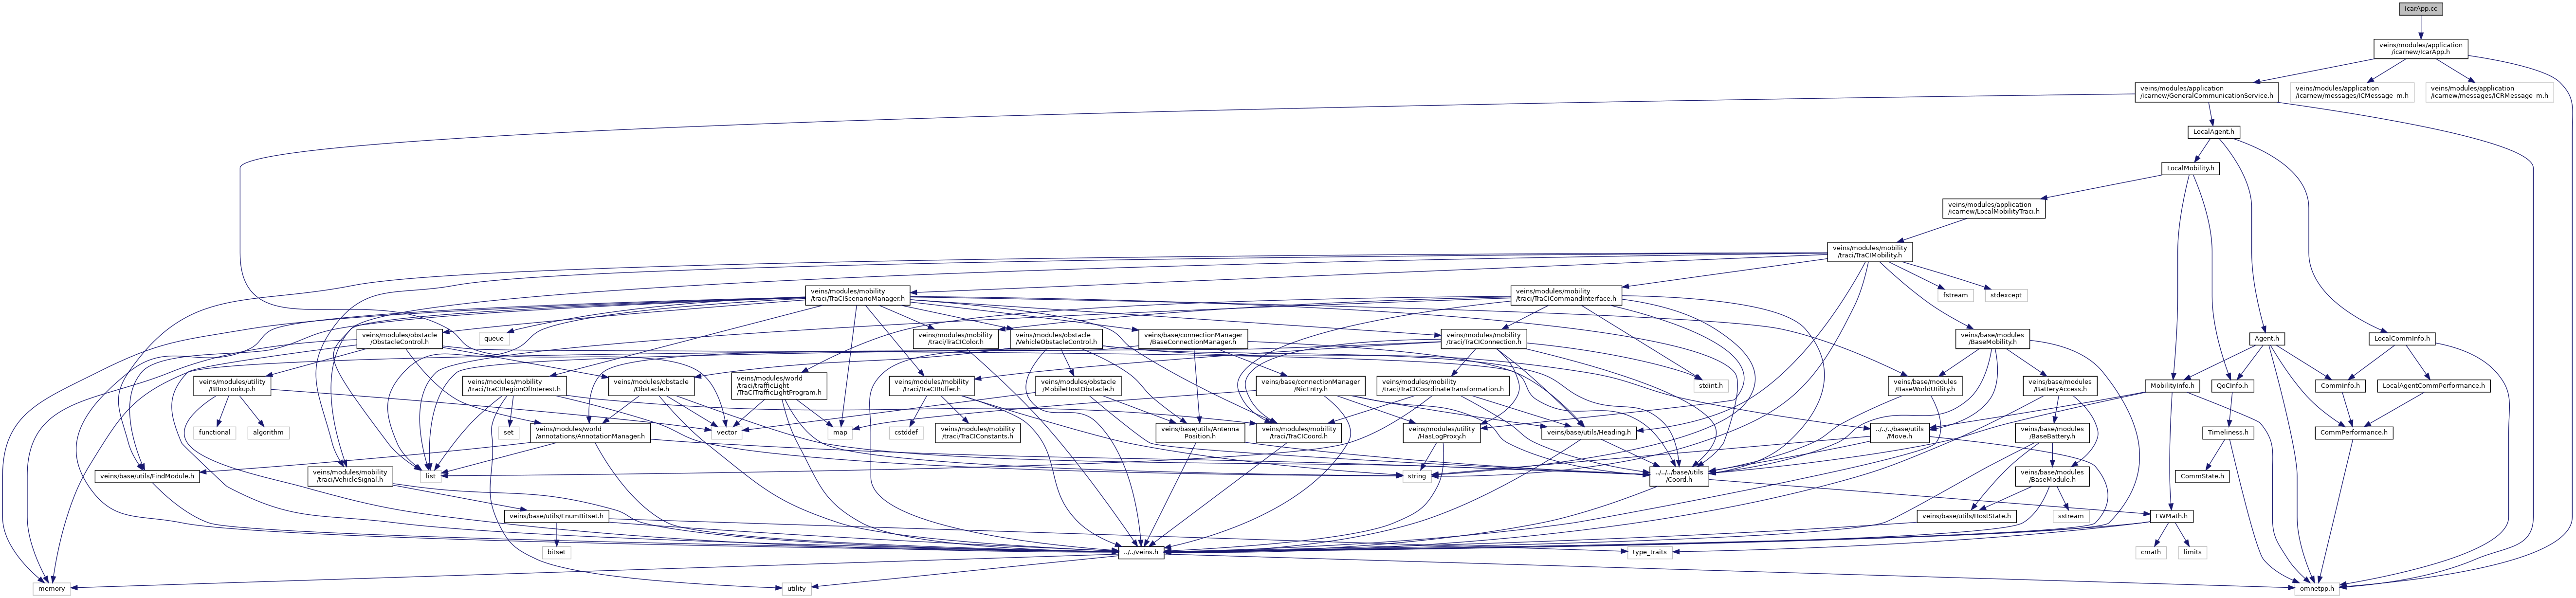 IcarApp.cc
veins/modules/application
/icarnew/IcarApp.h
veins/modules/application
/icarnew/GeneralCommunicationService.h
veins/modules/application
/icarnew/messages/ICMessage_m.h
veins/modules/application
/icarnew/messages/ICRMessage_m.h
LocalAgent.h
LocalMobility.h
veins/modules/application
/icarnew/LocalMobilityTraci.h
veins/modules/mobility
/traci/TraCIMobility.h
veins/modules/mobility
/traci/TraCIScenarioManager.h
veins/modules/mobility
/traci/TraCICommandInterface.h
fstream
stdexcept
veins/modules/obstacle
/ObstacleControl.h
queue
veins/modules/mobility
/traci/TraCIColor.h
veins/modules/obstacle
/VehicleObstacleControl.h
veins/base/connectionManager
/BaseConnectionManager.h
veins/modules/mobility
/traci/TraCIConnection.h
veins/base/modules
/BaseMobility.h
Agent.h
LocalCommInfo.h
veins/modules/utility
/BBoxLookup.h
veins/modules/mobility
/traci/TraCIRegionOfInterest.h
veins/modules/obstacle
/Obstacle.h
veins/modules/world
/traci/trafficLight
/TraCITrafficLightProgram.h
veins/modules/mobility
/traci/TraCIBuffer.h
veins/modules/obstacle
/MobileHostObstacle.h
veins/base/connectionManager
/NicEntry.h
veins/modules/mobility
/traci/TraCICoordinateTransformation.h
stdint.h
veins/base/modules
/BaseWorldUtility.h
veins/base/modules
/BatteryAccess.h
MobilityInfo.h
QoCInfo.h
CommInfo.h
LocalAgentCommPerformance.h
functional
algorithm
set
veins/modules/world
/annotations/AnnotationManager.h
vector
map
cstddef
veins/modules/mobility
/traci/TraCIConstants.h
veins/base/utils/Antenna
Position.h
veins/modules/mobility
/traci/TraCICoord.h
veins/modules/utility
/HasLogProxy.h
veins/base/utils/Heading.h
../../../base/utils
/Move.h
veins/base/modules
/BaseBattery.h
Timeliness.h
CommPerformance.h
veins/base/utils/FindModule.h
veins/modules/mobility
/traci/VehicleSignal.h
list
string
../../../base/utils
/Coord.h
veins/base/modules
/BaseModule.h
CommState.h
veins/base/utils/EnumBitset.h
veins/base/utils/HostState.h
sstream
FWMath.h
bitset
../../veins.h
type_traits
cmath
limits
memory
utility
omnetpp.h